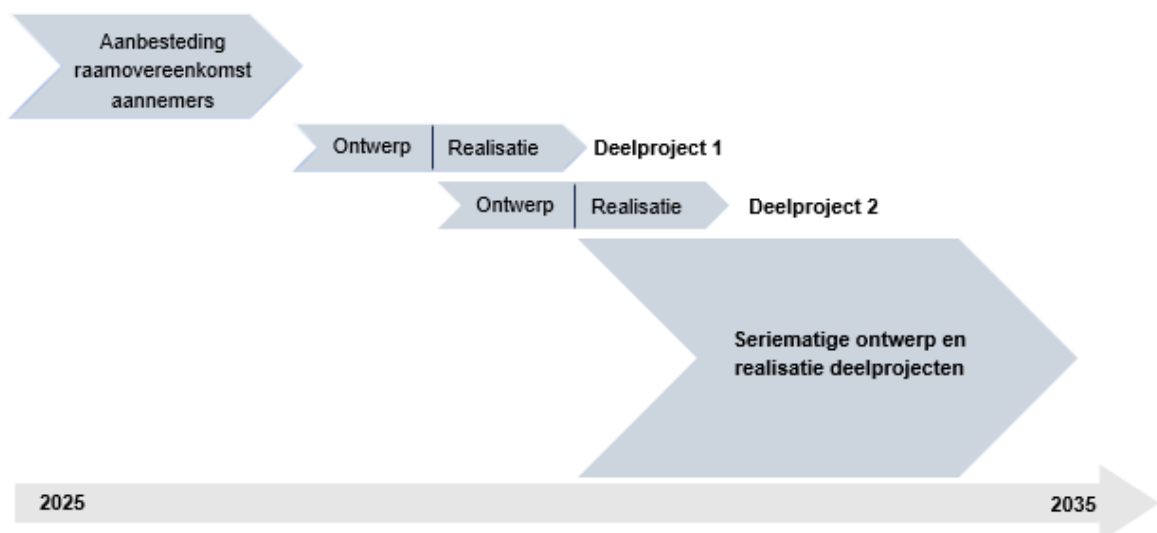 Aanbesteding
raamovereenkomst
aannemers
Ontwerp
Realisatie
Deelproject 1
Ontwerp
Realisatie
Deelproject 2
Seriematige ontwerp en
realisatie deelprojecten
2025
2035